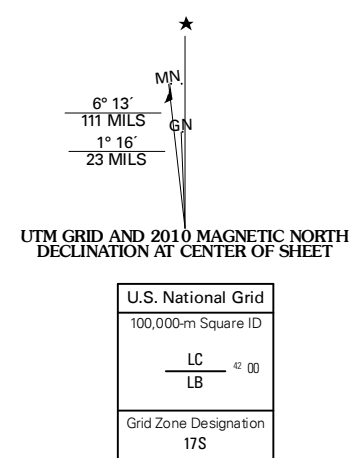 ★
M.N.
6° 13´
111 MILS
GN
1° 16´
23 MILS
UTM GRID AND 2010 MAGNETIC NORTH
DECLINATION AT CENTER OF SHEET
U.S. National Grid
100,000-m Square ID
LC
42 00
LB
Grid Zone Designation
17S